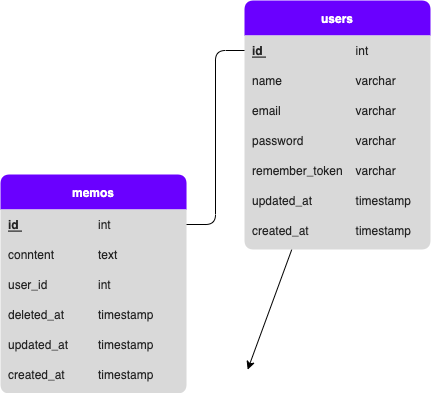 users
id int
name varchar
email varchar
password varchar
remember_token varchar
updated_at timestamp
created_at timestamp
memos
id int
conntent text
user_id int
deleted_at timestamp
updated_at timestamp
created_at timestamp